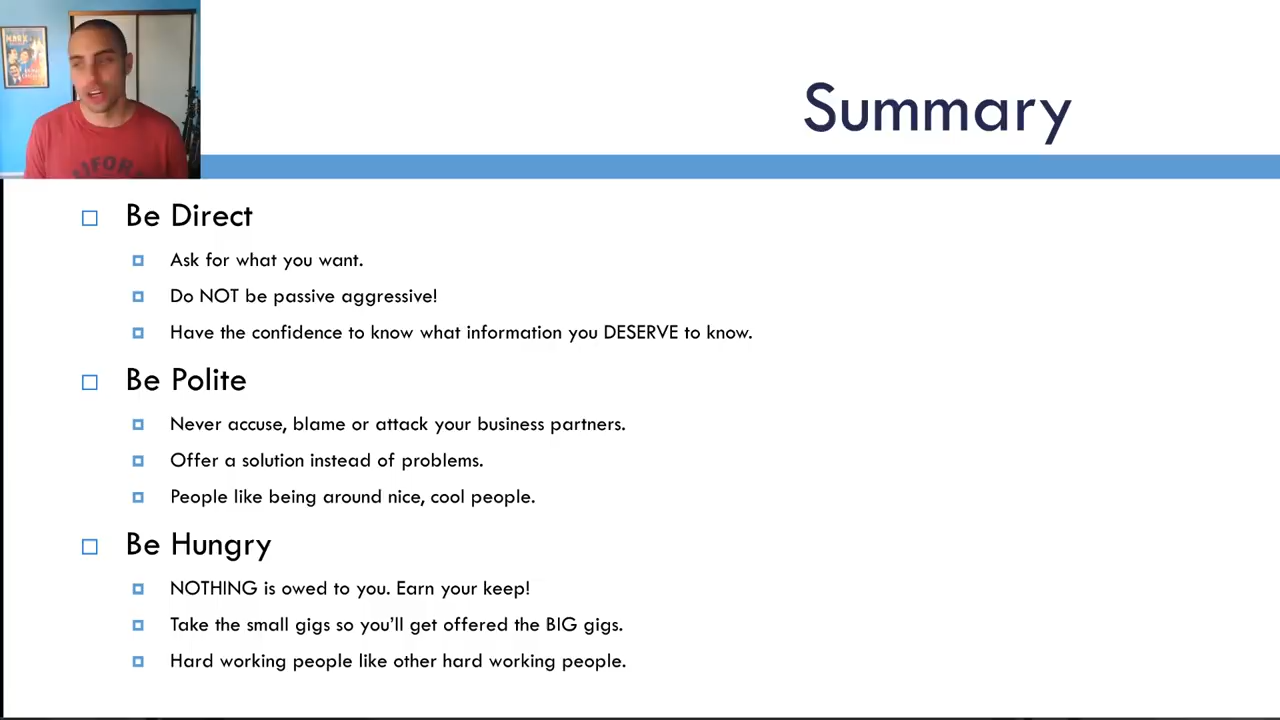 Summary
Be Direct
Ask for what you want.
Do NOT be passive aggressive!
Have the confidence to know what information you DESERVE to know.
Be Polite
Never accuse, blame or attack your business partners.
Offer a solution instead of problems.
People like being around nice, cool people.
Be Hungry
NOTHING is owed to you. Earn your keep!
Take the small gigs so you'll get offered the BIG gigs.
Hard working people like other hard working people.